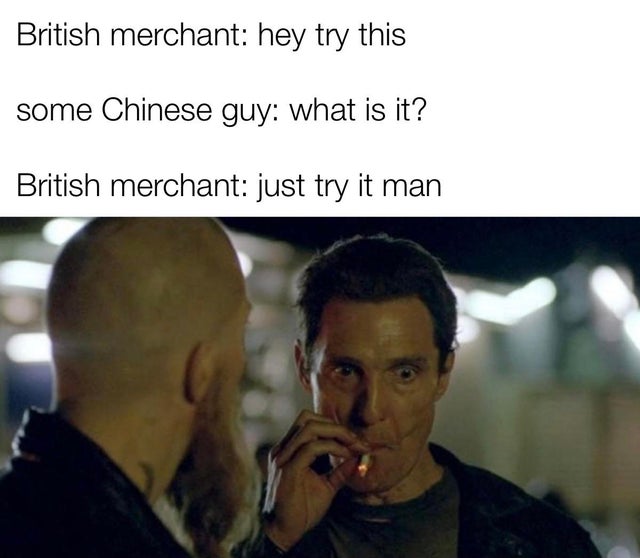 British merchant: hey try this
some Chinese guy: what is it?
British merchant: just try it man